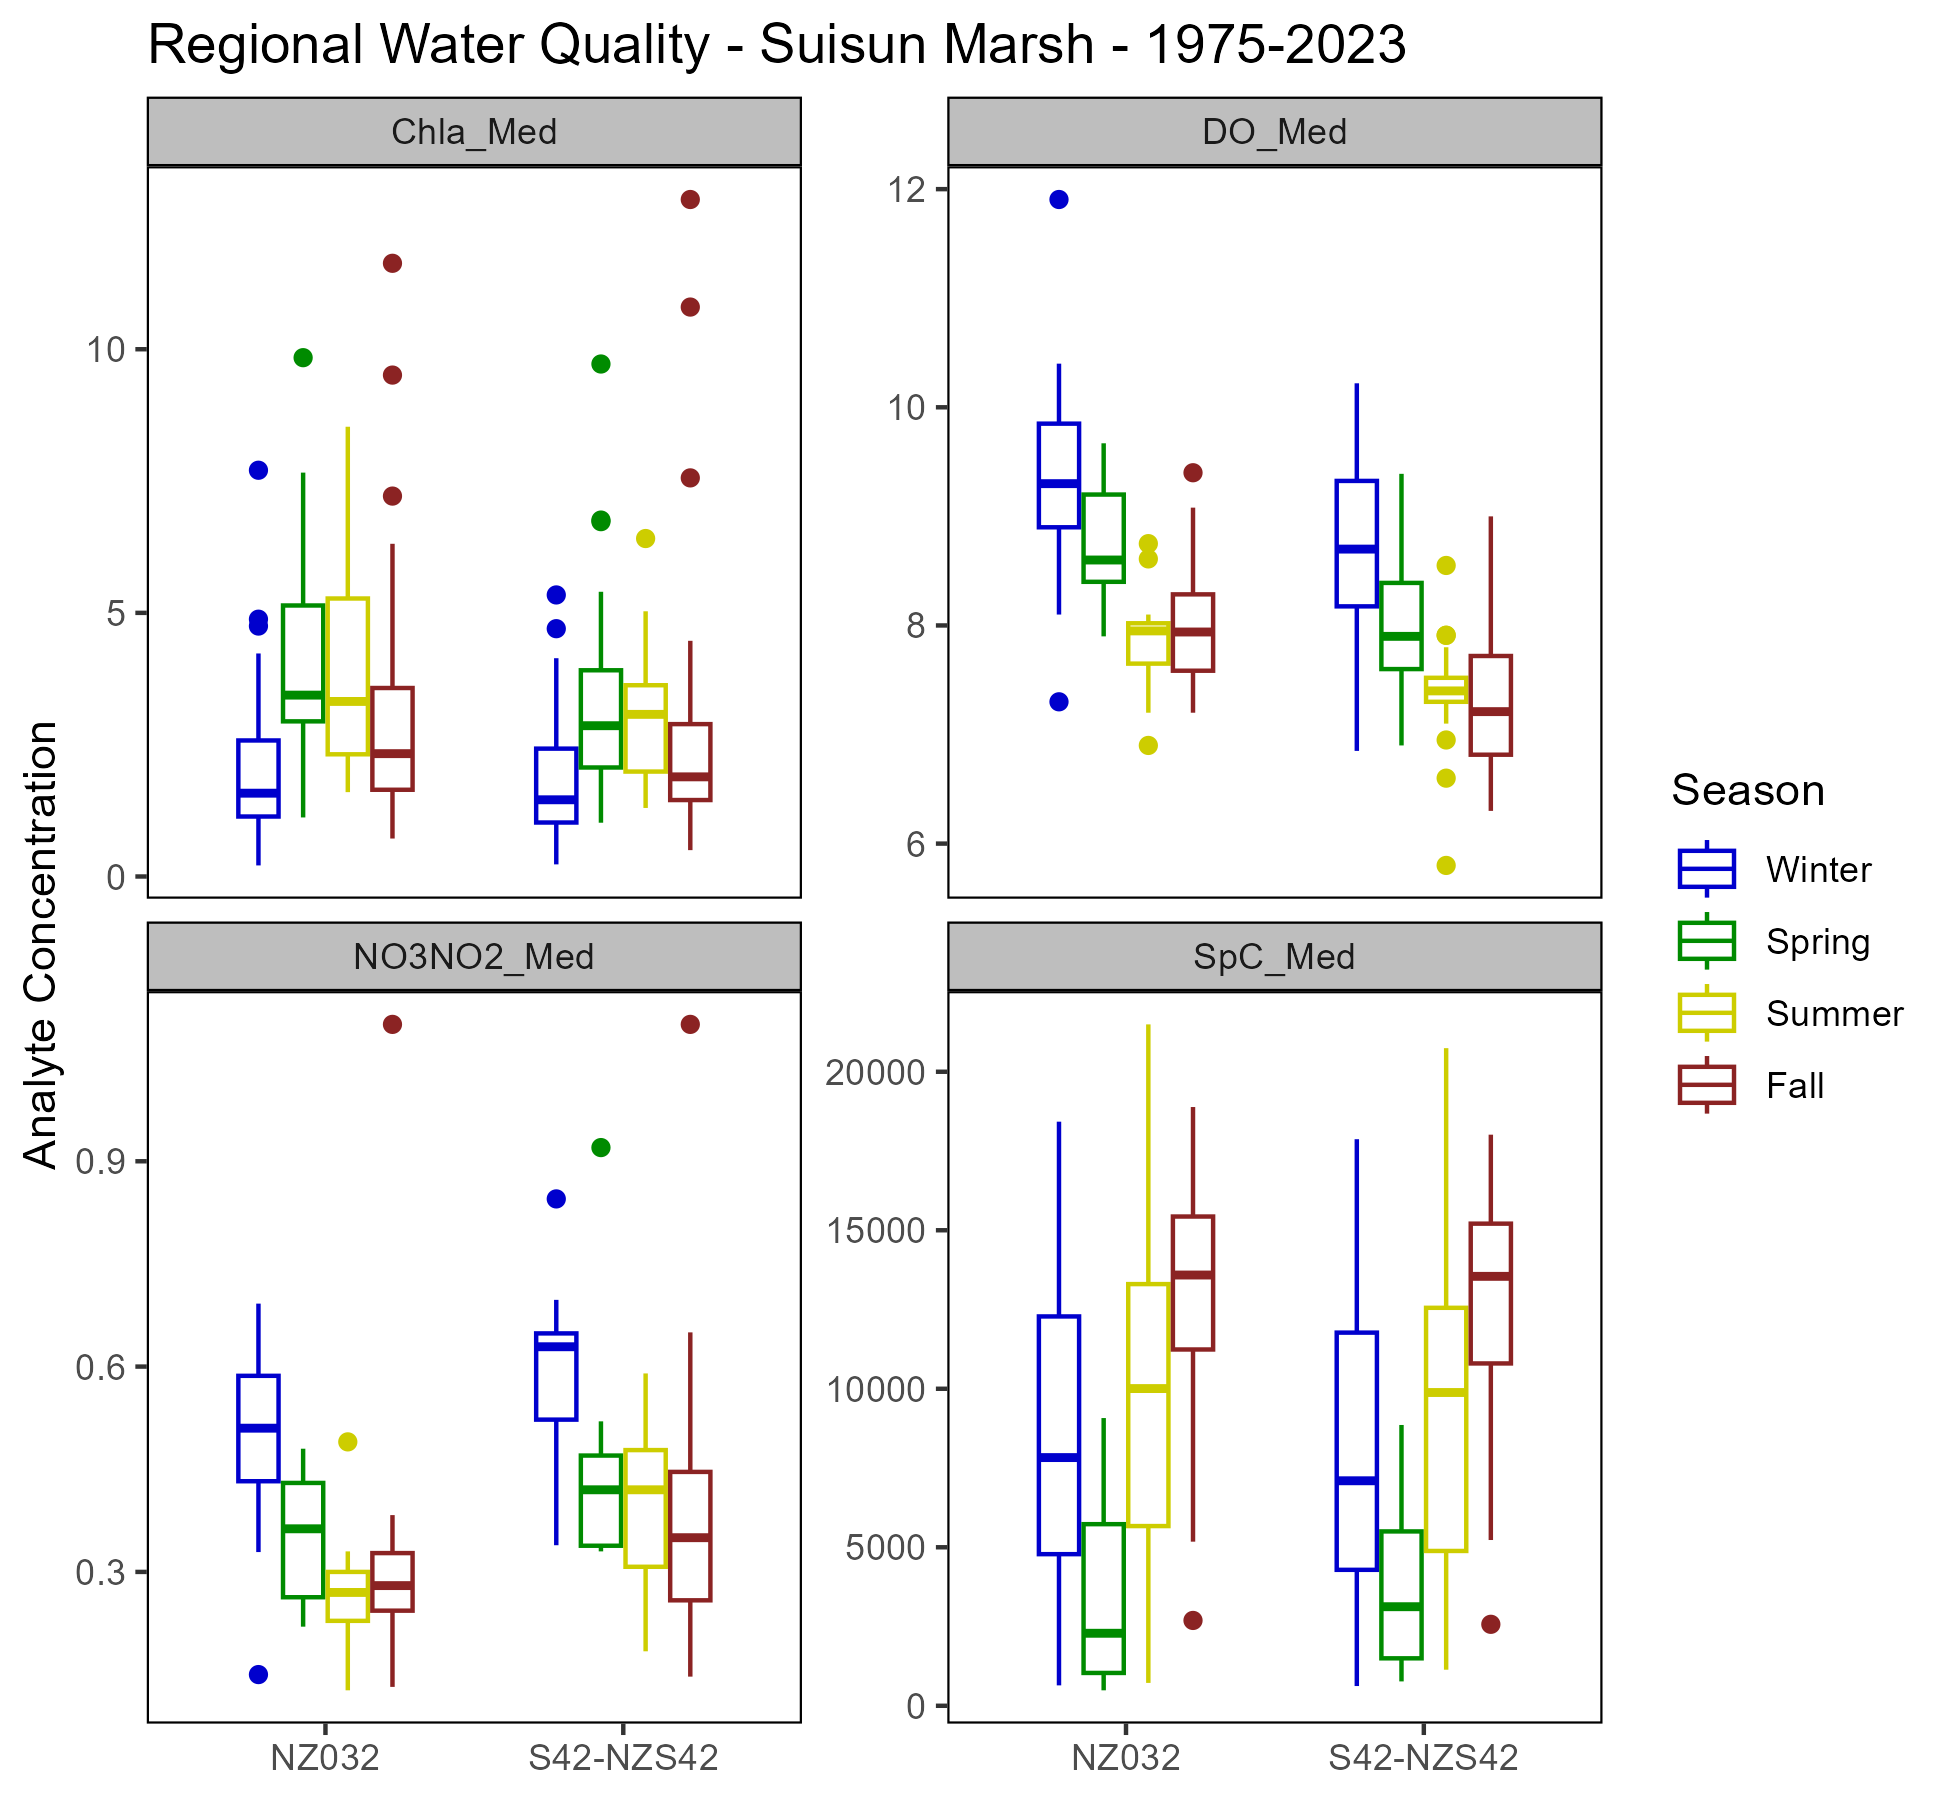 Regional Water Quality - Suisun Marsh - 1975-2023
Chla_Med
DO_Med
10
5
0
12
10
8
6
Analyte Concentration
NO3NO2_Med
SpC_Med
0.9
0.6
0.3
20000
15000
10000
5000
0
NZ032
S42-NZS42
NZ032
S42-NZS42
Season
Winter
Spring
Summer
Fall